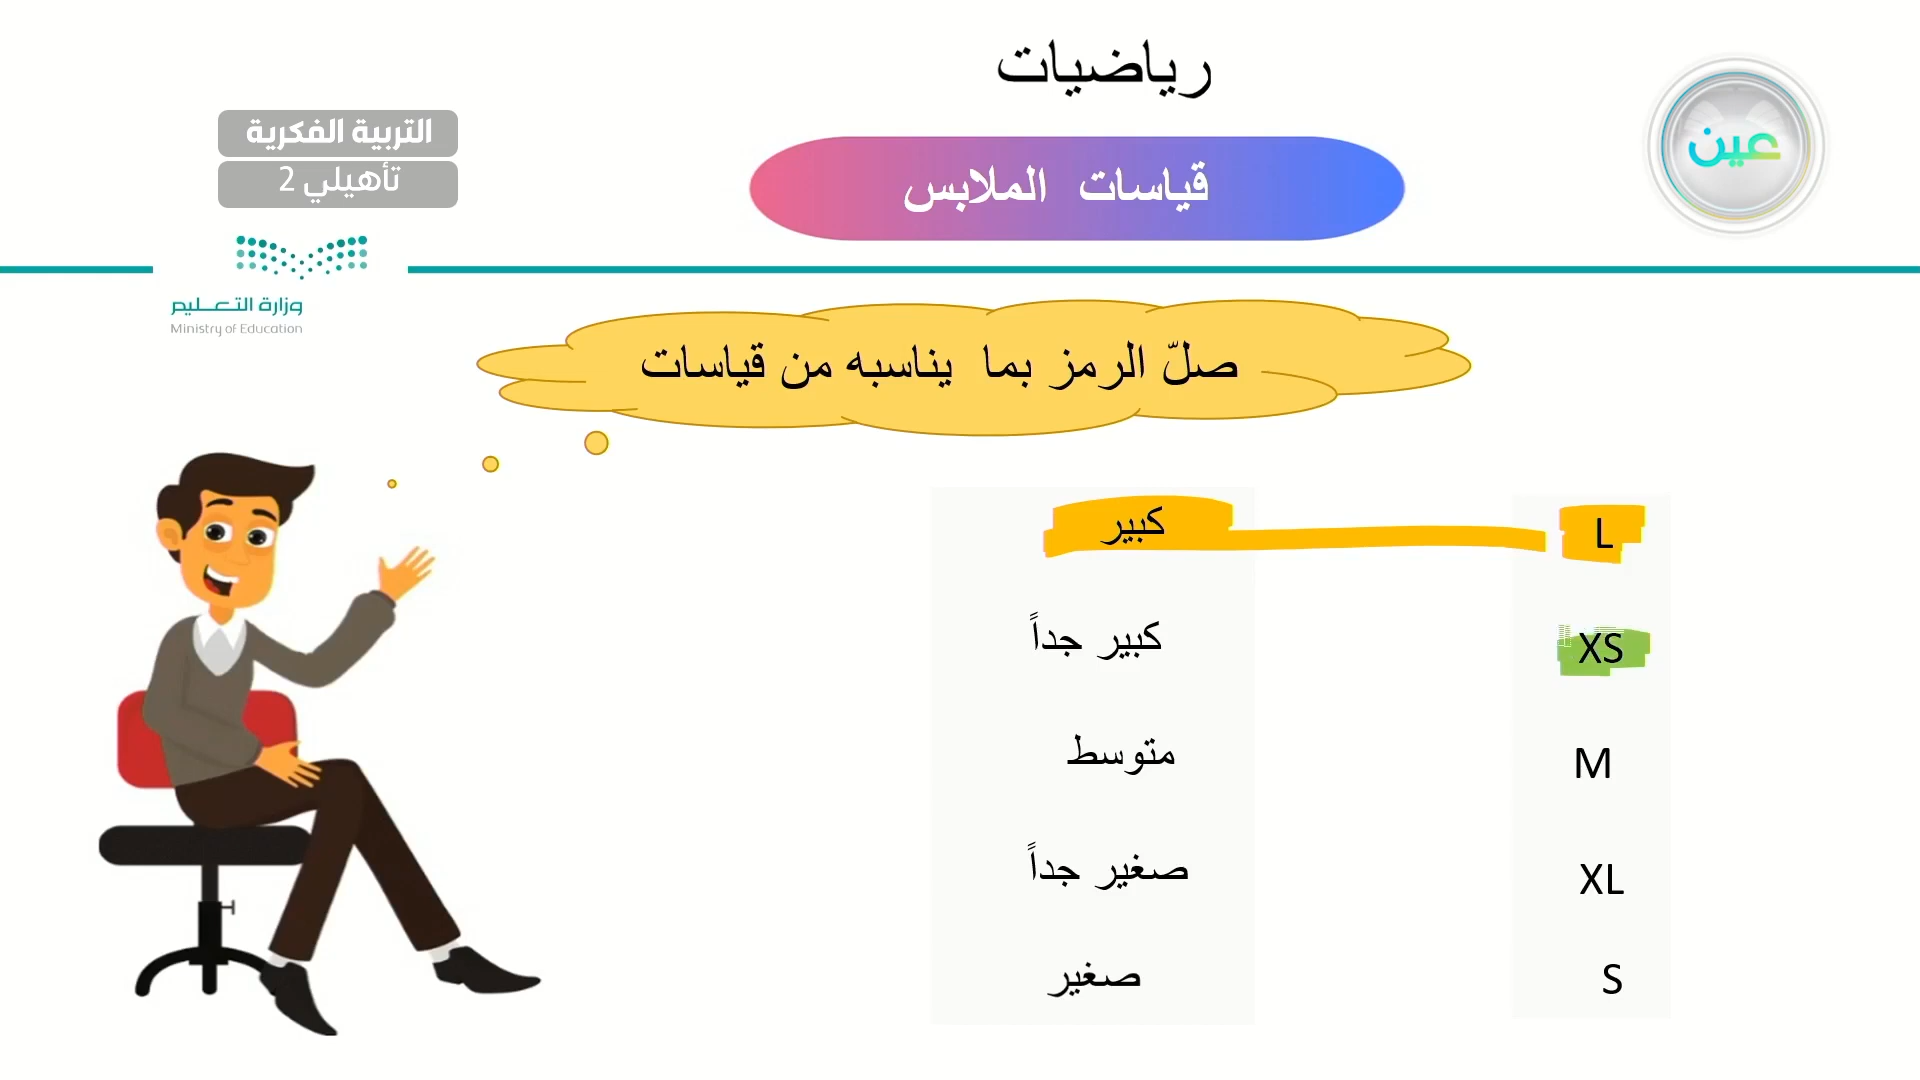 رياضيات
عين
التربية الفكرية
تأهيلي 2
قياسات الملابس
وزارة التعـــليم
Ministry of Education
صلّ الرمز بما يناسبه من قياسات
L
كبير
XS
كبير جداً
M
متوسط
XL
صغير جداً
S
صغير